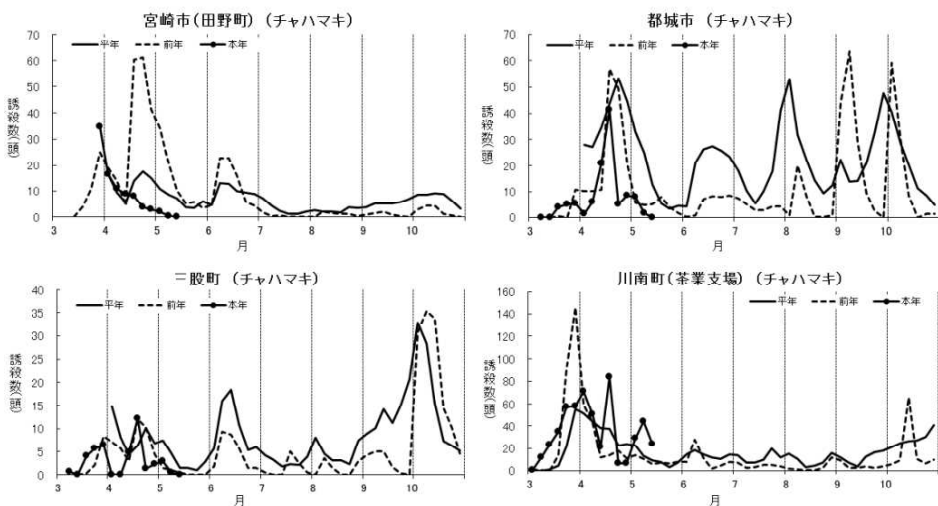 宮崎市(田野町) (チャハマキ)
平年 前年 本年
70
60
50
40
30
20
10
0
誘殺数(頭)
3 4 5 6 7 8 9 10
月
都城市 (チャハマキ)
平年 前年 本年
70
60
50
40
30
20
10
0
誘殺数(頭)
3 4 5 6 7 8 9 10
月
三股町 (チャハマキ)
平年 前年 本年
40
35
30
25
20
15
10
5
0
誘殺数(頭)
3 4 5 6 7 8 9 10
月
川南町(茶業支場) (チャハマキ)
平年 前年 本年
160
140
120
100
80
60
40
20
0
誘殺数(頭)
3 4 5 6 7 8 9 10
月